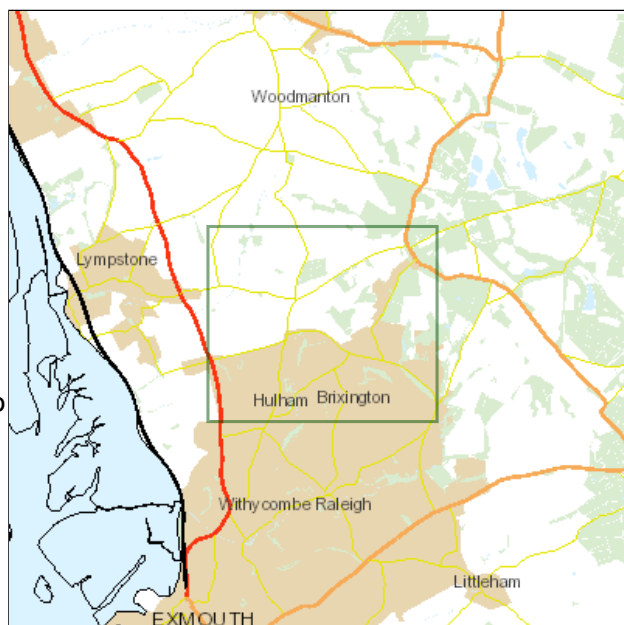 Woodmanton
Lympstone
Hulham Brixington
Withycombe Raleigh
Littleham
EXMOUTH